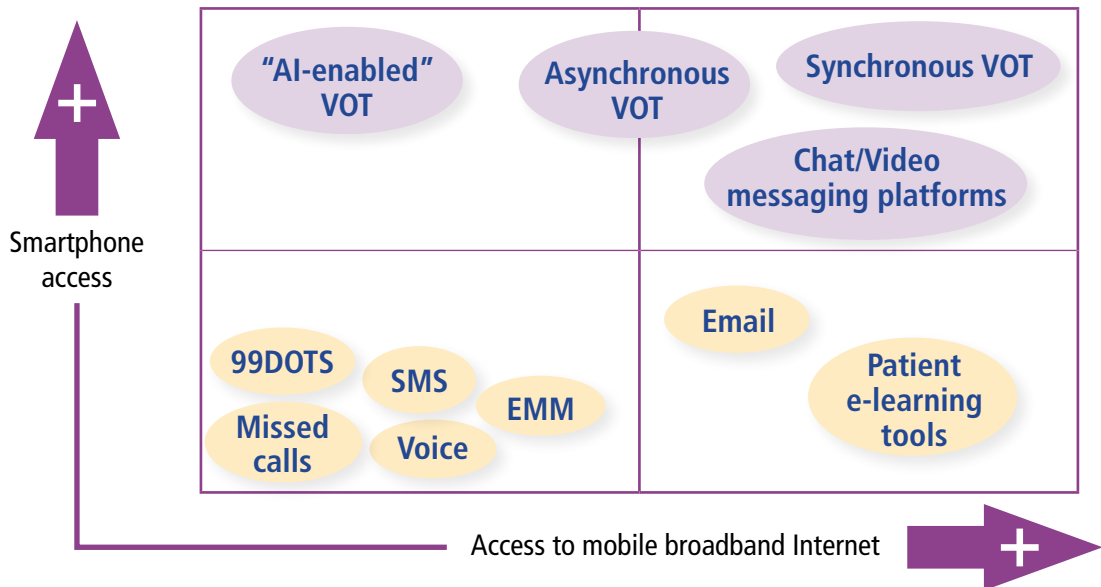 “AI-enabled”
VOT
Asynchronous
VOT
Synchronous VOT
Chat/Video
messaging platforms
+
Smartphone
access
99DOTS
SMS
EMM
Missed
calls
Voice
Email
Patient
e-learning
tools
Access to mobile broadband Internet
+